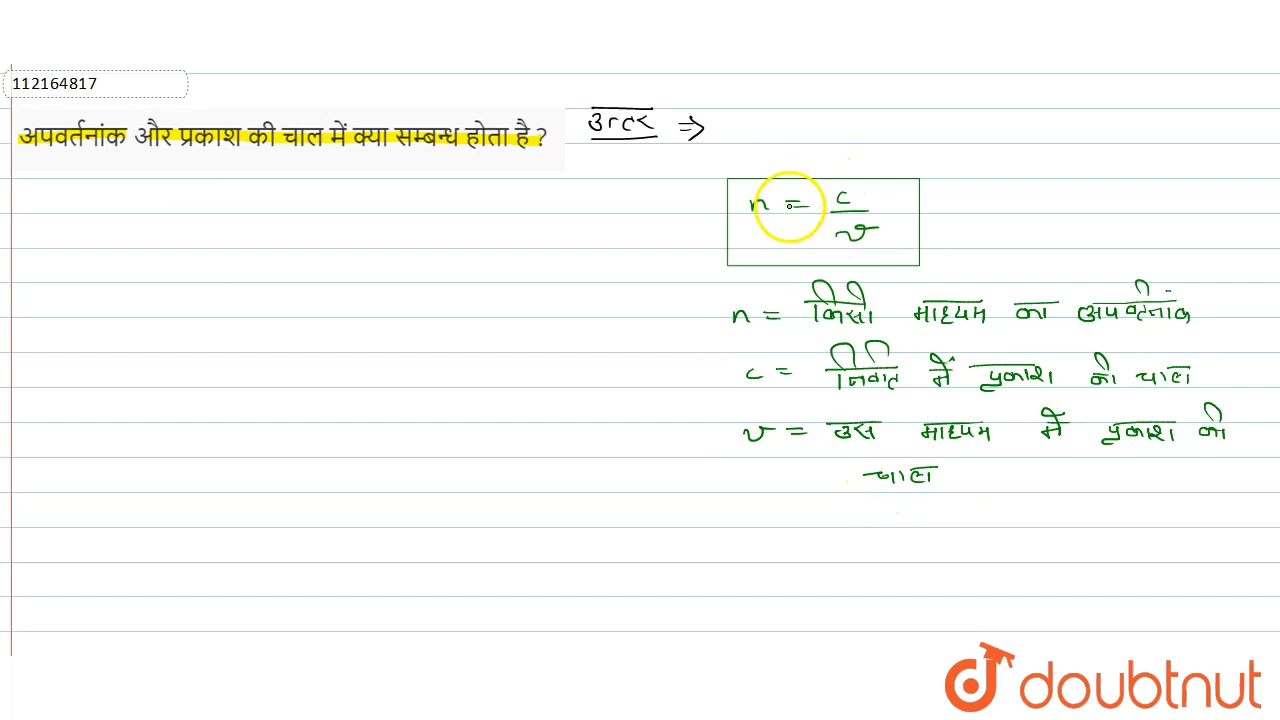 112164817
अपवर्तनांक और प्रकाश की चाल में क्या सम्बन्ध होता है ?
उत्तर ⇒
n = c/v
n = किसी माध्यम का अपवर्तनांक
c = निर्वात में प्रकाश की चाल
v = उस माध्यम में प्रकाश की
चाल
doubtnut